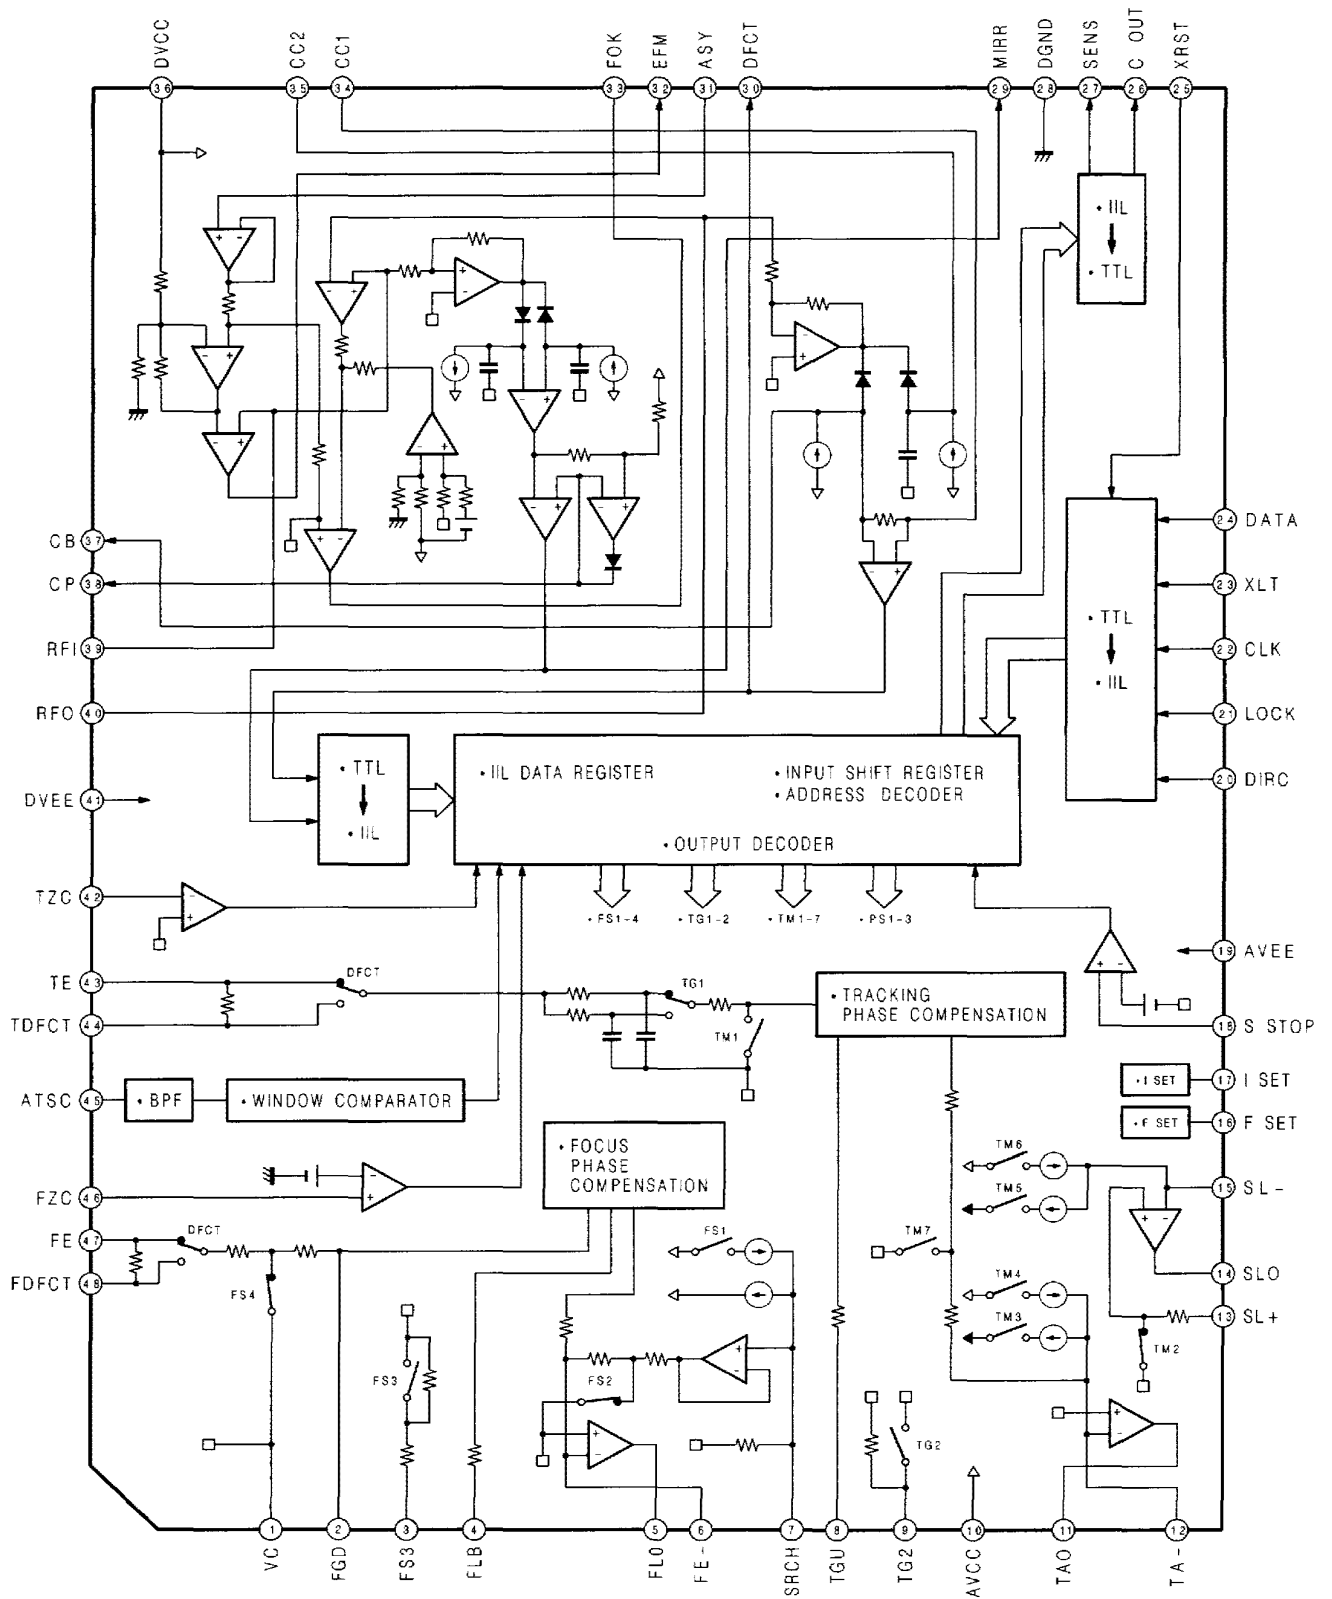 DVCC
CC2
CC1
FOK
EFM
ASY
DFCT
MIRR
DGND
SENS
C OUT
XRST
36
35
34
33
32
31
30
29
28
27
26
25
• IIL
• TTL
CB 37
CP 38
RFI 39
RFO 40
DVEE 41
24 DATA
23 XLT
22 CLK
21 LOCK
20 DIRC
• TTL
• IIL
• TTL
• IIL
• IIL DATA REGISTER
• INPUT SHIFT REGISTER
• ADDRESS DECODER
• OUTPUT DECODER
TZC 42
• FS1-4
• TG1-2
• TM1-7
• PS1-3
19 AVEE
TE 43
DFCT
TG1
• TRACKING
PHASE COMPENSATION
TDFCT 44
TM1
18 S STOP
ATSC 45
• BPF
• WINDOW COMPARATOR
• I SET
17 I SET
• F SET
16 F SET
• FOCUS
PHASE
COMPENSATION
FZC 46
TM6
TM5
15 SL-
FE 47
DFCT
FS1
TM7
FDFCT 48
FS4
TM4
14 SLO
TM3
13 SL+
TM2
FS3
FS2
TG2
1
2
3
4
5
6
7
8
9
10
11
12
VC
FGD
FS3
FLB
FLO
FE-
SRCH
TGU
TG2
AVCC
TAO
TA-